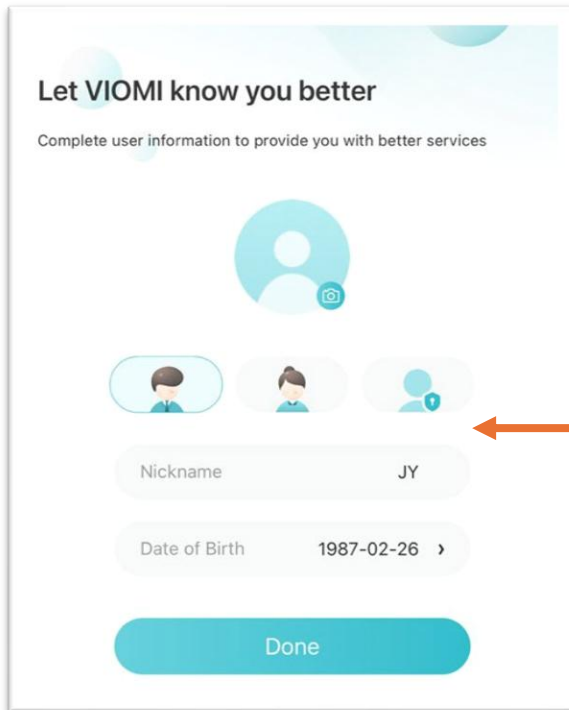 Let VIOMI know you better
Complete user information to provide you with better services
Nickname JY
Date of Birth 1987-02-26 ›
Done